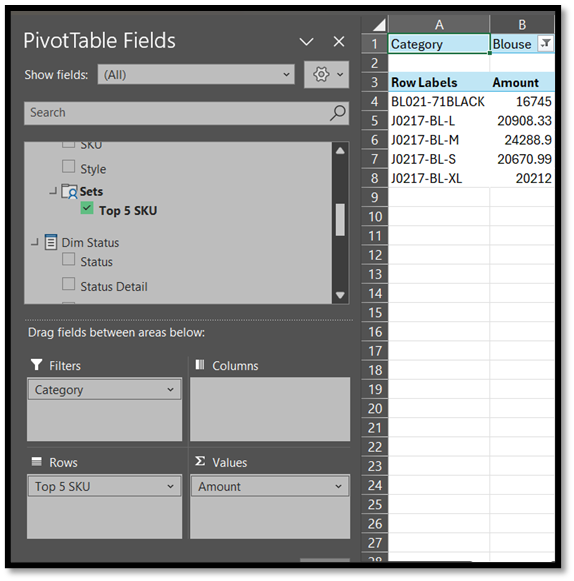 PivotTable Fields
Show fields: (All)
Search
SKU
Style
Sets
Top 5 SKU
Dim Status
Status
Status Detail
Drag fields between areas below:
Filters
Columns
Category
Rows
Values
Top 5 SKU
Amount
A B
1 Category Blouse
2
3 Row Labels Amount
4 BL021-71BLACK 16745
5 J0217-BL-L 20908.33
6 J0217-BL-M 24288.9
7 J0217-BL-S 20670.99
8 J0217-BL-XL 20212
9
10
11
12
13
14
15
16
17
18
19
20
21
22
23
24
25
26
27
28